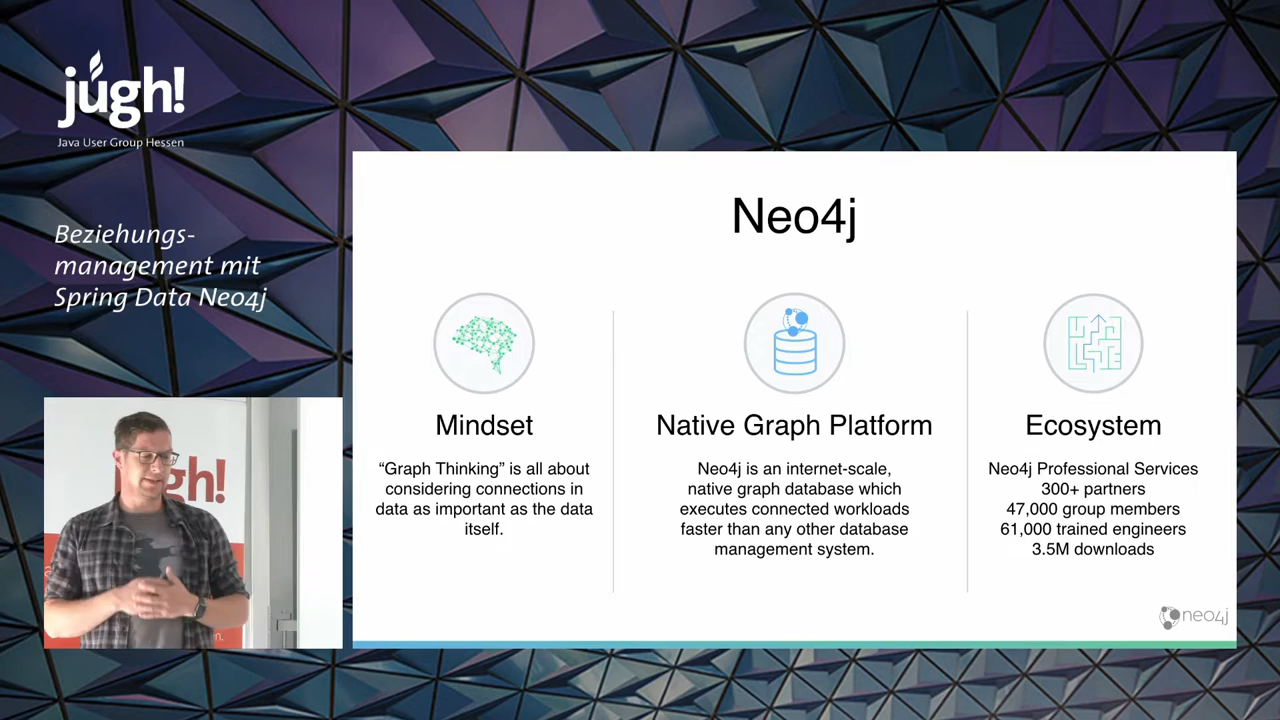 jugh!
Java User Group Hessen
Beziehungs-
management mit
Spring Data Neo4j
Neo4j
Mindset
“Graph Thinking” is all about
considering connections in
data as important as the data
itself.
Native Graph Platform
Neo4j is an internet-scale,
native graph database which
executes connected workloads
faster than any other database
management system.
Ecosystem
Neo4j Professional Services
300+ partners
47,000 group members
61,000 trained engineers
3.5M downloads
neo4j
jugh!